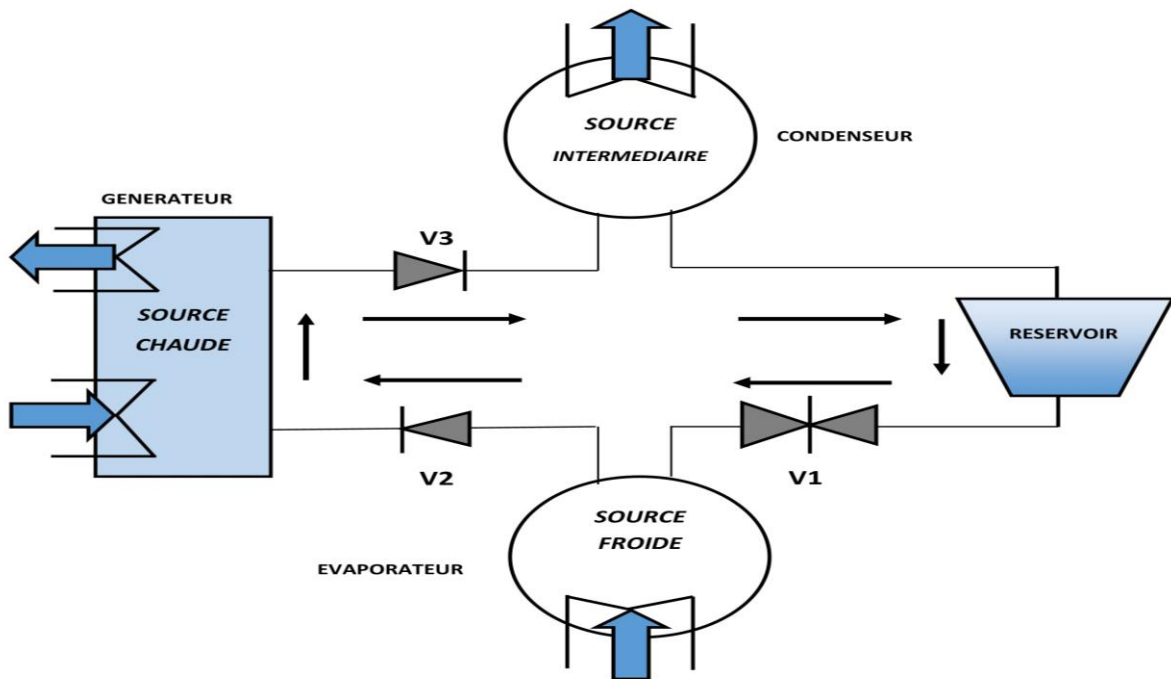 SOURCE
INTERMEDIAIRE
CONDENSEUR
GENERATEUR
V3
SOURCE
CHAUDE
RESERVOIR
V2
V1
SOURCE
FROIDE
EVAPORATEUR